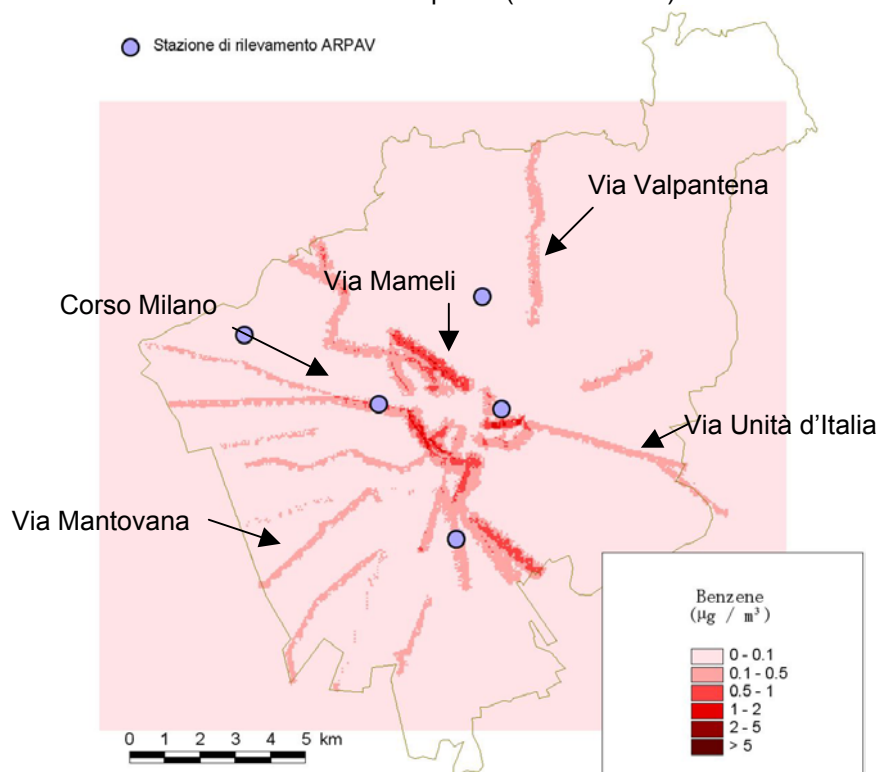 Stazione di rilevamento ARPAV
Via Valpantena
Via Mameli
Corso Milano
Via Unità d'Italia
Via Mantovana
Benzene
(µg / m³)
0 - 0.1
0.1 - 0.5
0.5 - 1
1 - 2
2 - 5
> 5
0 1 2 3 4 5 km